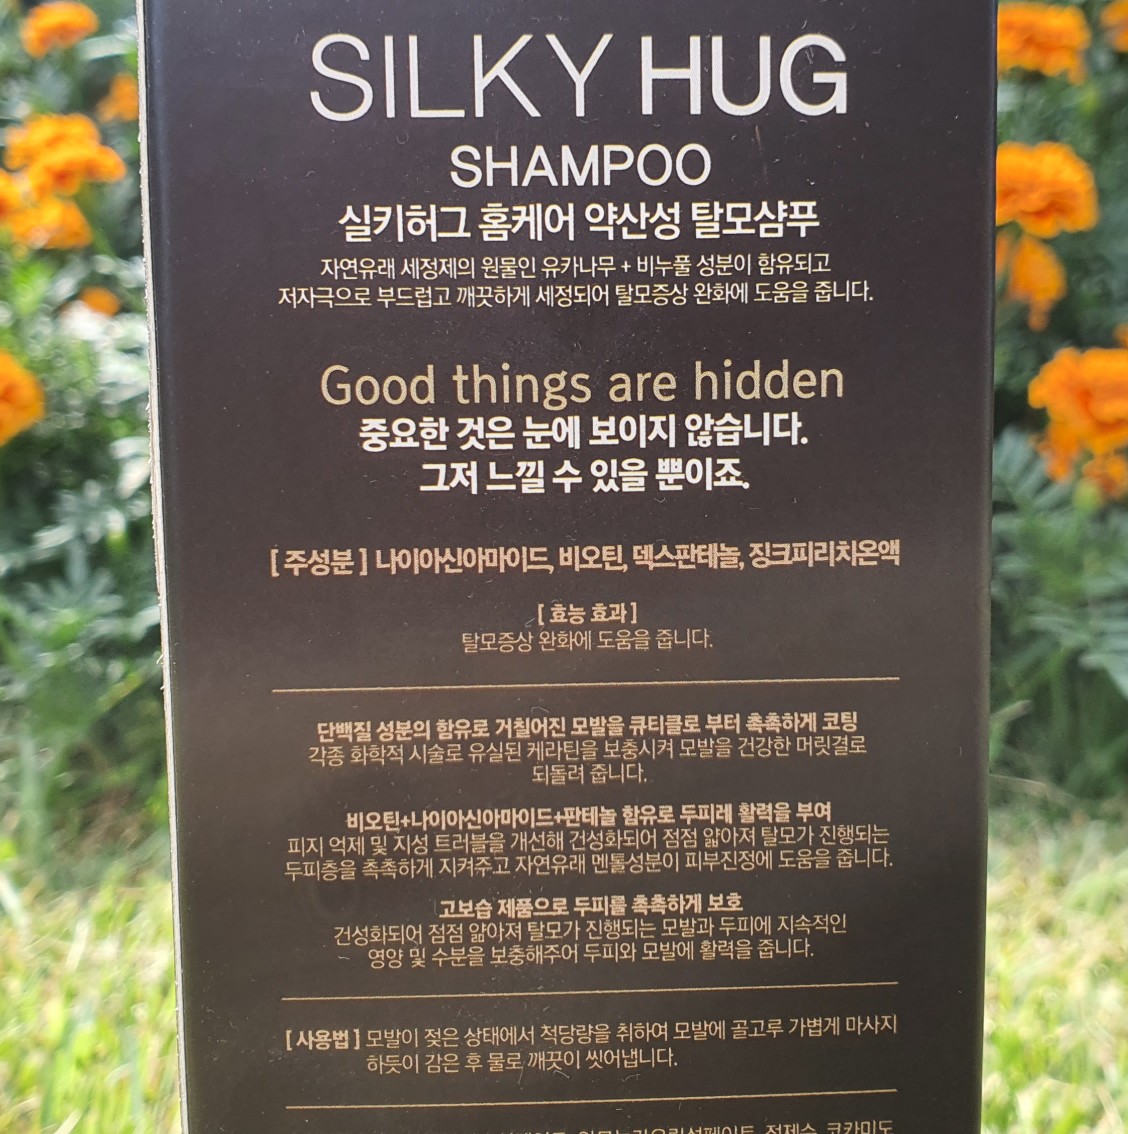 SILKY HUG
SHAMPOO
실키허그 홈케어 약산성 탈모샴푸
자연유래 세정제의 원물인 유카나무 + 비누풀 성분이 함유되고
저자극으로 부드럽고 깨끗하게 세정되어 탈모증상 완화에 도움을 줍니다.
Good things are hidden
중요한 것은 눈에 보이지 않습니다.
그저 느낄 수 있을 뿐이죠.
[ 주성분 ] 나이아신아마이드, 비오틴, 덱스판테놀, 징크피리치온액
[ 효능 효과 ]
탈모증상 완화에 도움을 줍니다.
단백질 성분의 함유로 거칠어진 모발을 큐티클로 부터 촉촉하게 코팅
각종 화학적 시술로 유실된 케라틴을 보충시켜 모발을 건강한 머릿결로
되돌려 줍니다.
비오틴+나이아신아마이드+판테놀 함유로 두피레 활력을 부여
피지 억제 및 지성 트러블을 개선해 건성화되어 점점 얇아져 탈모가 진행되는
두피층을 촉촉하게 지켜주고 자연유래 멘톨성분이 피부진정에 도움을 줍니다.
고보습 제품으로 두피를 촉촉하게 보호
건성화되어 점점 얇아져 탈모가 진행되는 모발과 두피에 지속적인
영양 및 수분을 보충해주어 두피와 모발에 활력을 줍니다.
[ 사용법 ] 모발이 젖은 상태에서 적당량을 취하여 모발에 골고루 가볍게 마사지
하듯이 감은 후 물로 깨끗이 씻어냅니다.
정제수, 코카미도